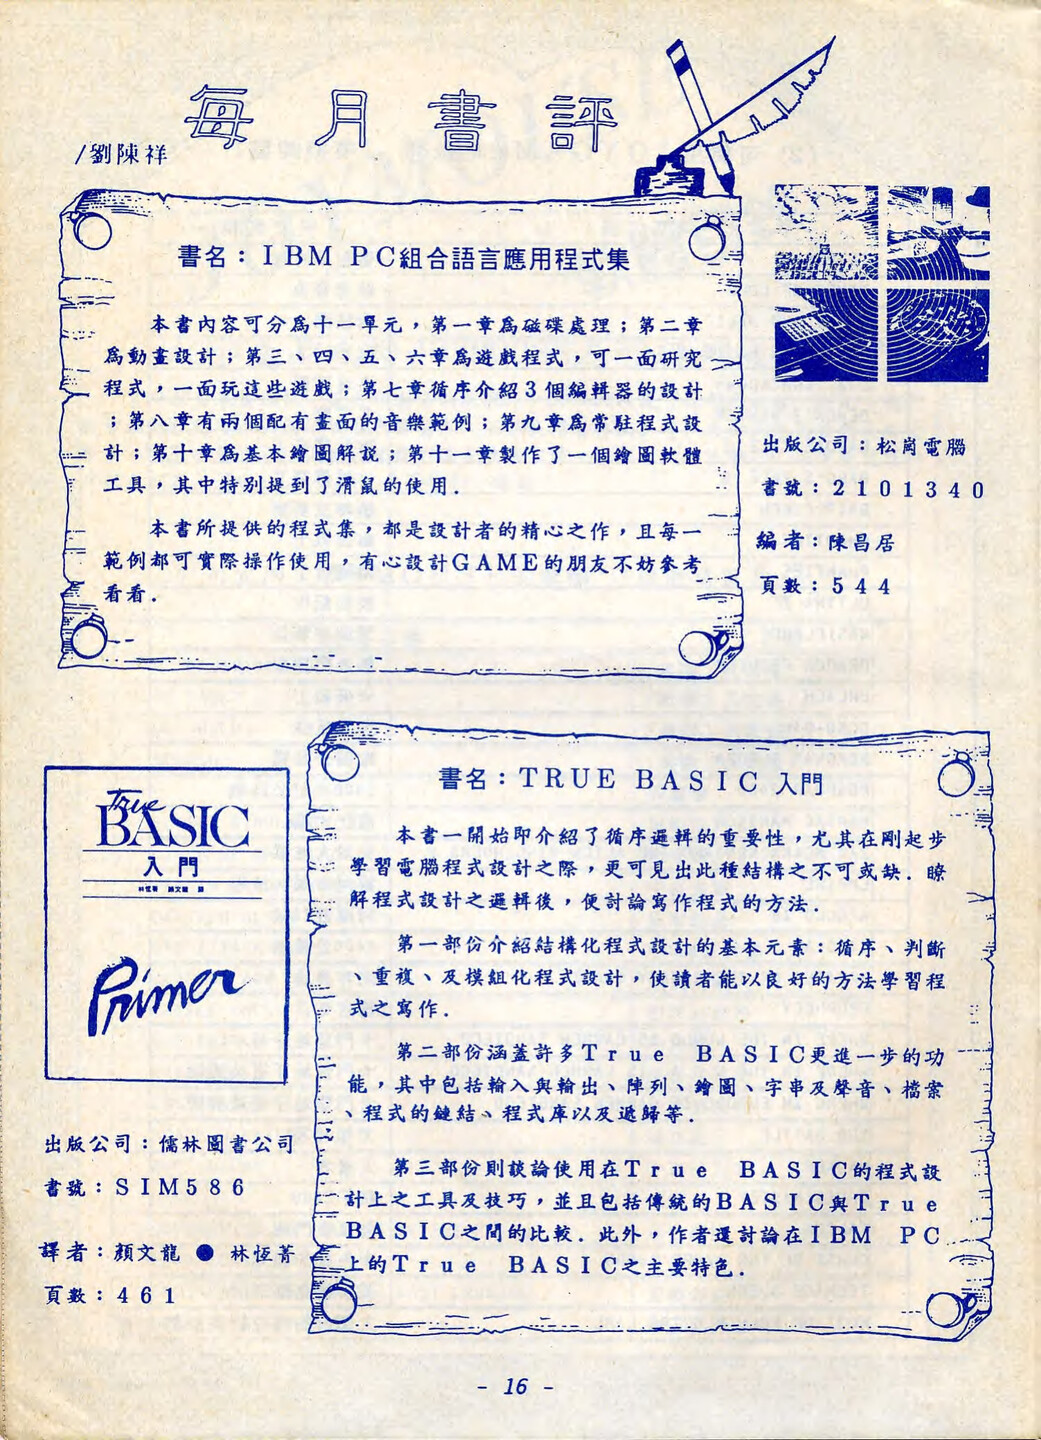 每月書評
/劉陳祥
書名：IBM PC組合語言應用程式集
本書內容可分為十一單元，第一章為磁碟處理；第二章
為動畫設計；第三、四、五、六章為遊戲程式，可一面研究
程式，一面玩這些遊戲；第七章循序介紹3個編輯器的設計
；第八章有兩個配有畫面的音樂範例；第九章為常駐程式設
計；第十章為基本繪圖解說；第十一章製作了一個繪圖軟體
工具，其中特別提到了滑鼠的使用．
本書所提供的程式集，都是設計者的精心之作，且每一
範例都可實際操作使用，有心設計GAME的朋友不妨參考
看看．
出版公司：松崗電腦
書號：2101340
編者：陳昌居
頁數：544
True
BASIC
入門
Primer
出版公司：儒林圖書公司
書號：SIM586
譯者：顏文龍 ● 林恆菁
頁數：461
書名：TRUE BASIC 入門
本書一開始即介紹了循序邏輯的重要性，尤其在剛起步
學習電腦程式設計之際，更可見出此種結構之不可或缺．瞭
解程式設計之邏輯後，便討論寫作程式的方法．
第一部份介紹結構化程式設計的基本元素：循序、判斷
、重複、及模組化程式設計，使讀者能以良好的方法學習程
式之寫作．
第二部份涵蓋許多True BASIC更進一步的功
能，其中包括輸入與輸出、陣列、繪圖、字串及聲音、檔案
、程式的鏈結、程式庫以及遞歸等．
第三部份則談論使用在True BASIC的程式設
計上之工具及技巧，並且包括傳統的BASIC與True
BASIC之間的比較．此外，作者還討論在IBM PC
上的True BASIC之主要特色．
- 16 -